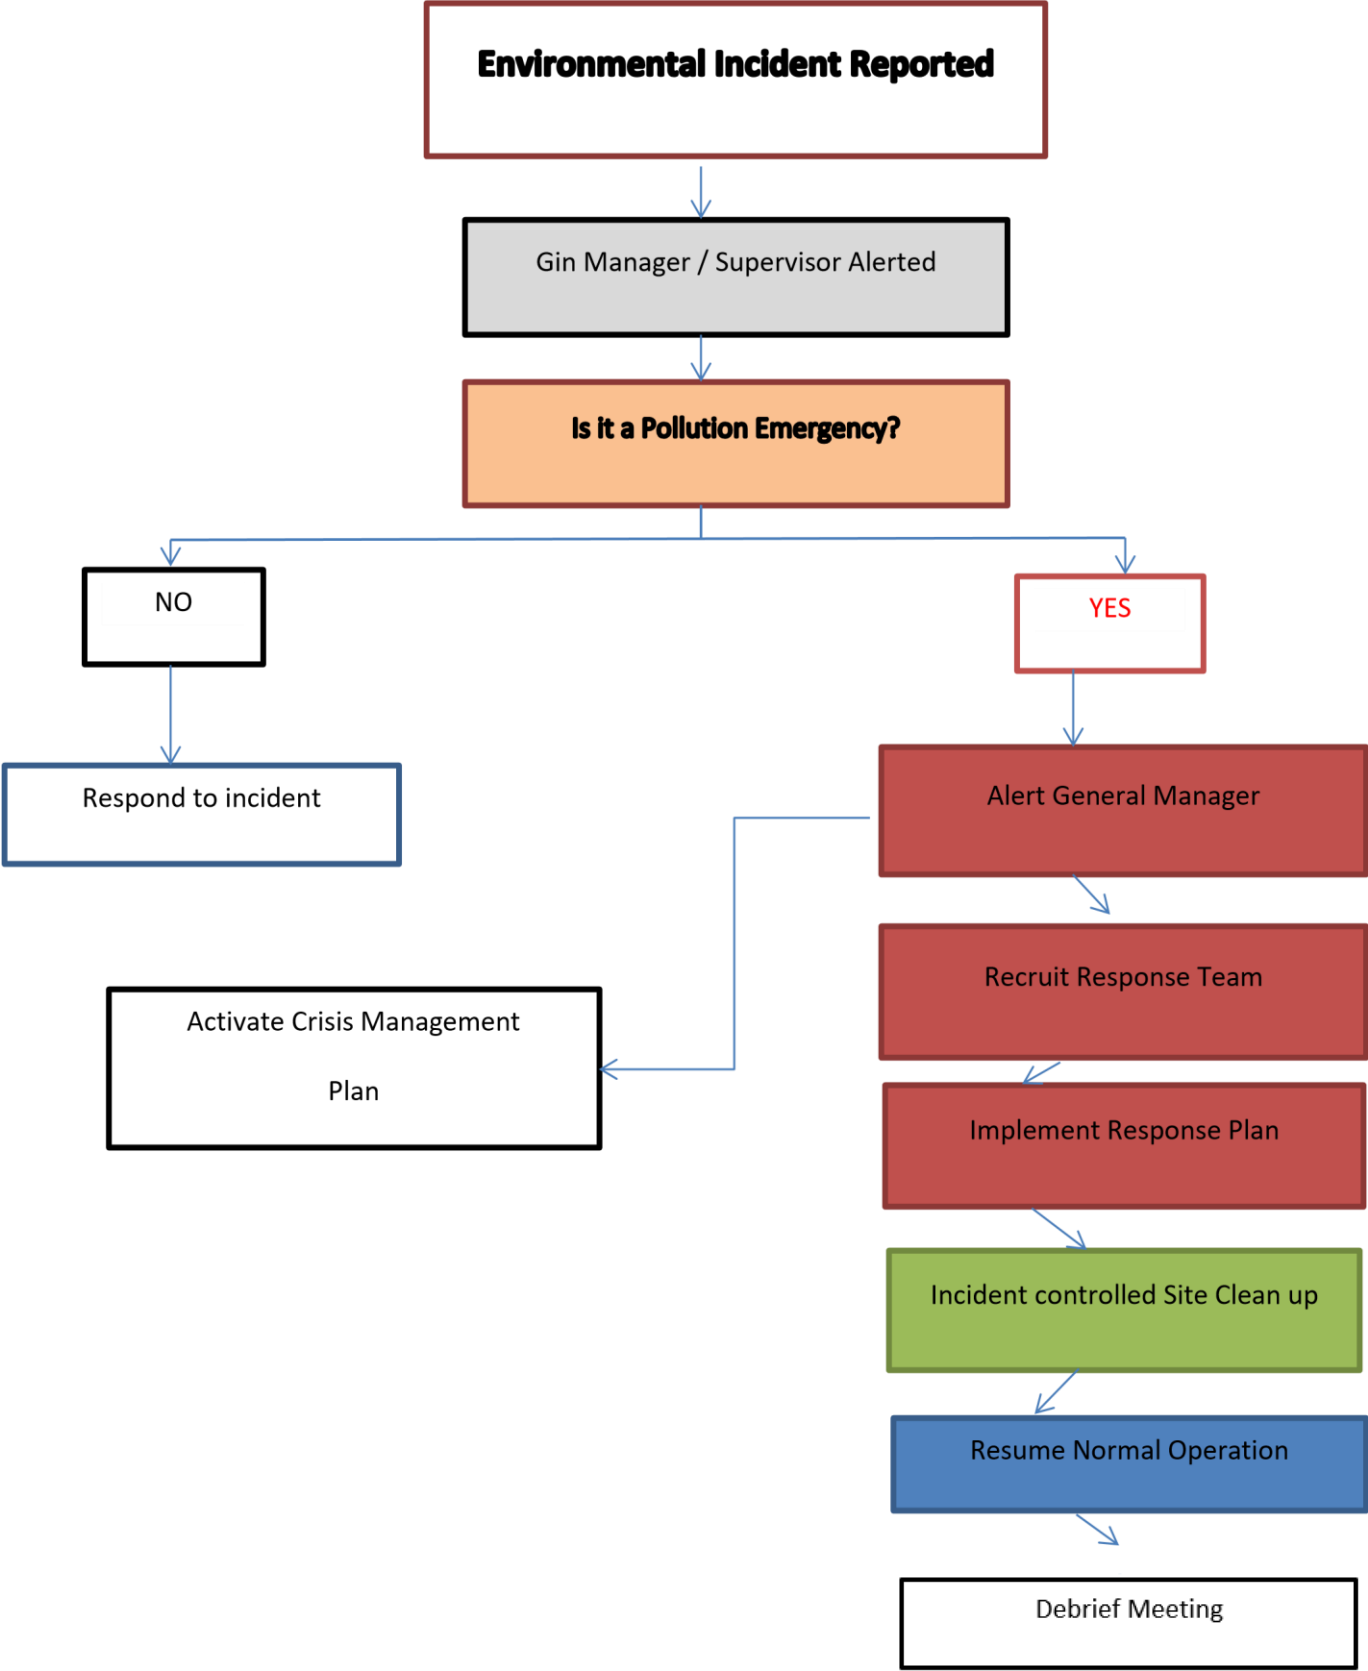 Environmental Incident Reported
Gin Manager / Supervisor Alerted
Is it a Pollution Emergency?
NO
YES
Respond to incident
Alert General Manager
Recruit Response Team
Activate Crisis Management
Plan
Implement Response Plan
Incident controlled Site Clean up
Resume Normal Operation
Debrief Meeting